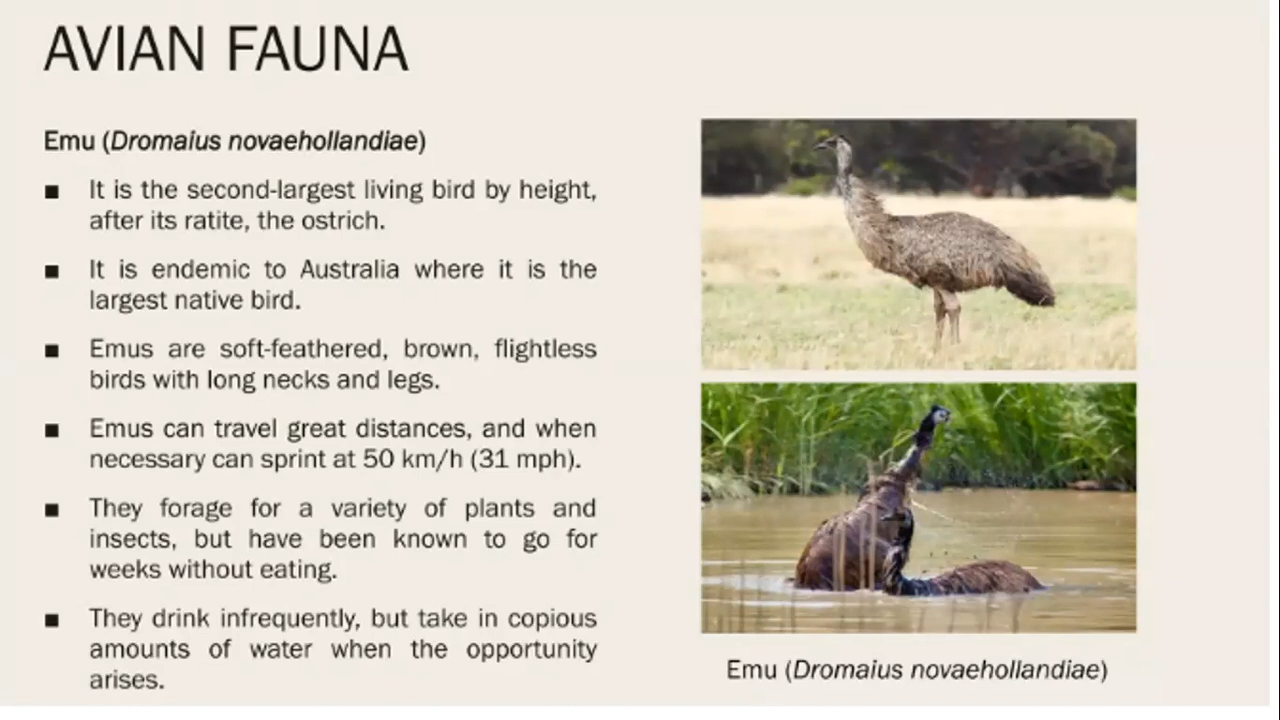 AVIAN FAUNA
Emu (Dromaius novaehollandiae)
▪ It is the second-largest living bird by height,
after its ratite, the ostrich.
▪ It is endemic to Australia where it is the
largest native bird.
▪ Emus are soft-feathered, brown, flightless
birds with long necks and legs.
▪ Emus can travel great distances, and when
necessary can sprint at 50 km/h (31 mph).
▪ They forage for a variety of plants and
insects, but have been known to go for
weeks without eating.
▪ They drink infrequently, but take in copious
amounts of water when the opportunity
arises.
Emu (Dromaius novaehollandiae)